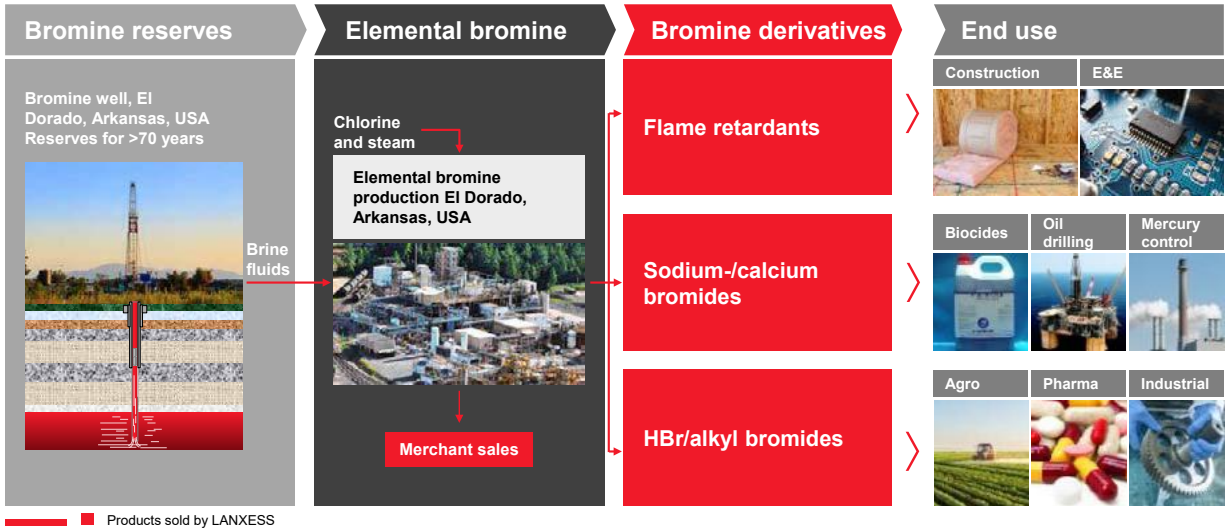 Bromine reserves
Elemental bromine
Bromine derivatives
End use
Bromine well, El
Dorado, Arkansas, USA
Reserves for >70 years
Brine
fluids
Chlorine
and steam
Elemental bromine
production El Dorado,
Arkansas, USA
Merchant sales
Flame retardants
Sodium-/calcium
bromides
HBr/alkyl bromides
Construction
E&E
Biocides
Oil
drilling
Mercury
control
Agro
Pharma
Industrial
Products sold by LANXESS